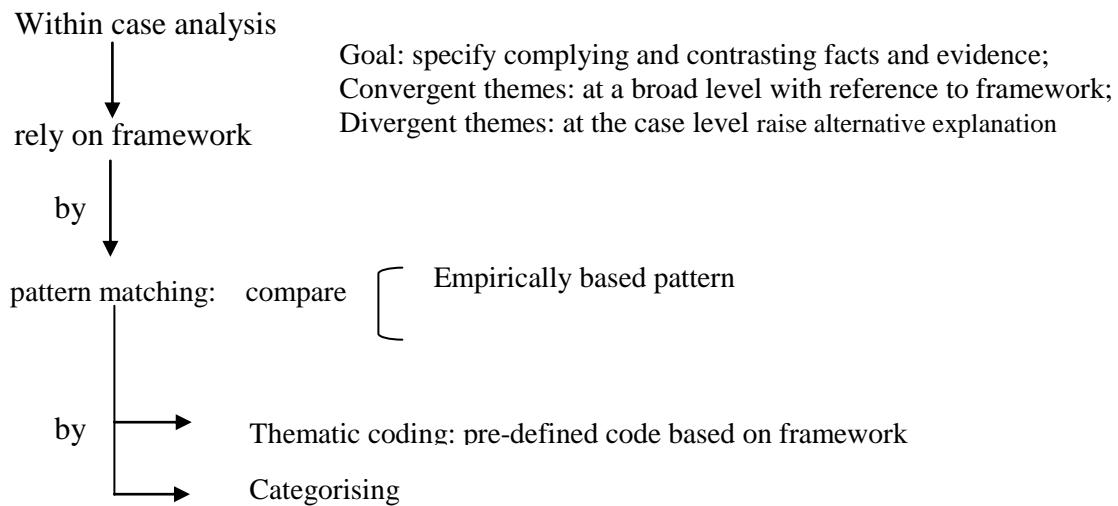 Within case analysis
Goal: specify complying and contrasting facts and evidence;
Convergent themes: at a broad level with reference to framework;
Divergent themes: at the case level raise alternative explanation
rely on framework
by
pattern matching: compare Empirically based pattern
by
Thematic coding: pre-defined code based on framework
Categorising